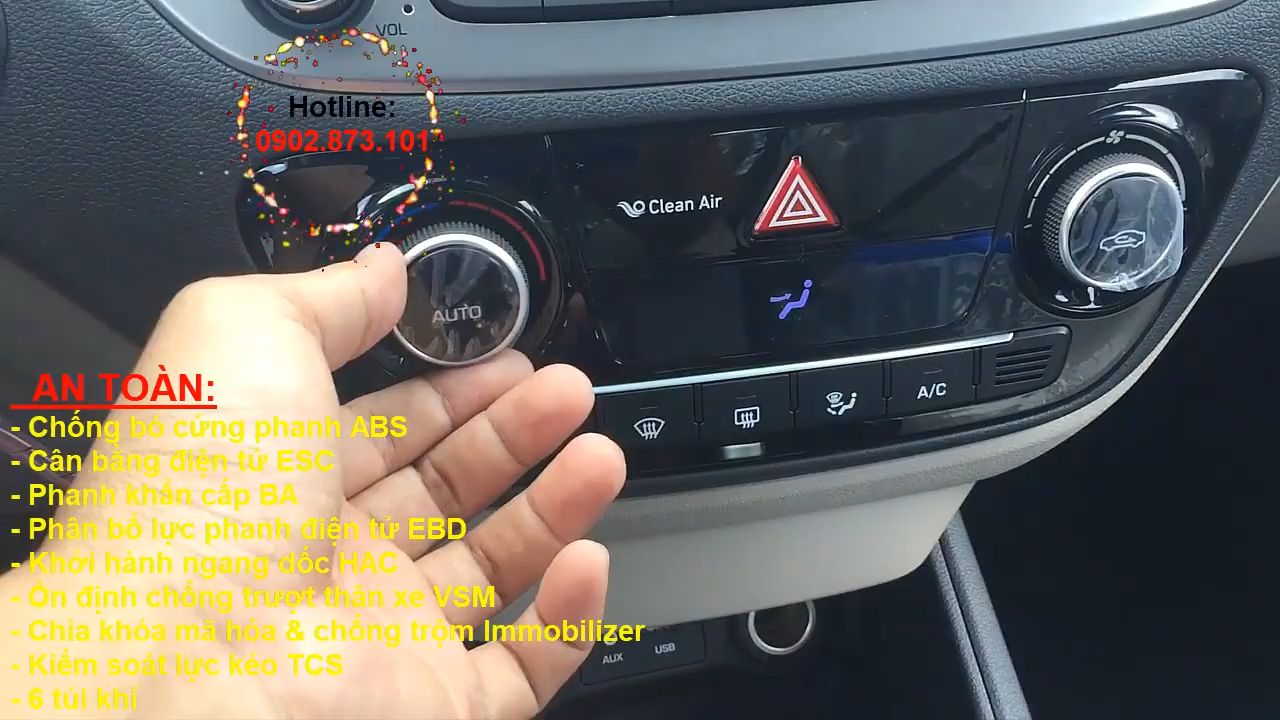 VOL
Hotline:
0902.873.101
Clean Air
AUTO
A/C
AN TOÀN:
- Chống bó cứng phanh ABS
- Cân bằng điện tử ESC
- Phanh khẩn cấp BA
- Phân bổ lực phanh điện tử EBD
- Khởi hành ngang dốc HAC
- Ổn định chống trượt thân xe VSM
- Chìa khóa mã hóa & chống trộm Immobilizer
- Kiểm soát lực kéo TCS
- 6 túi khí
AUX
USB